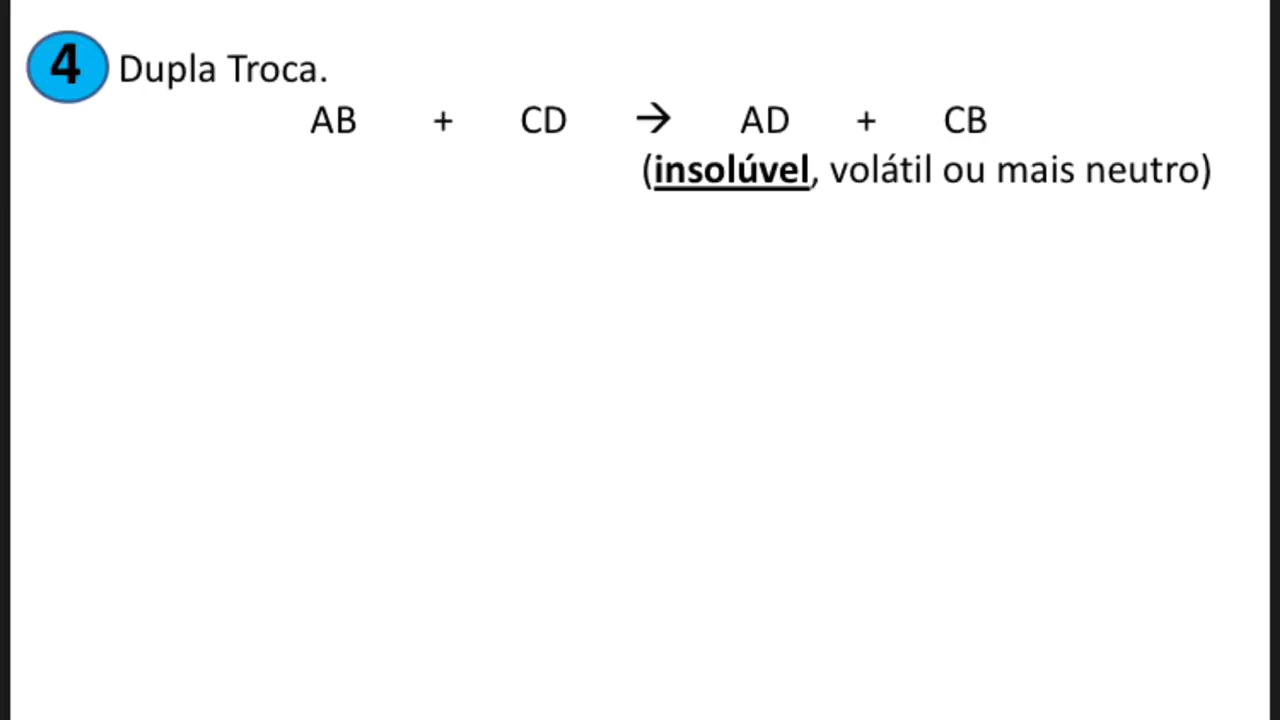 4 Dupla Troca.
AB + CD → AD + CB
(insolúvel, volátil ou mais neutro)